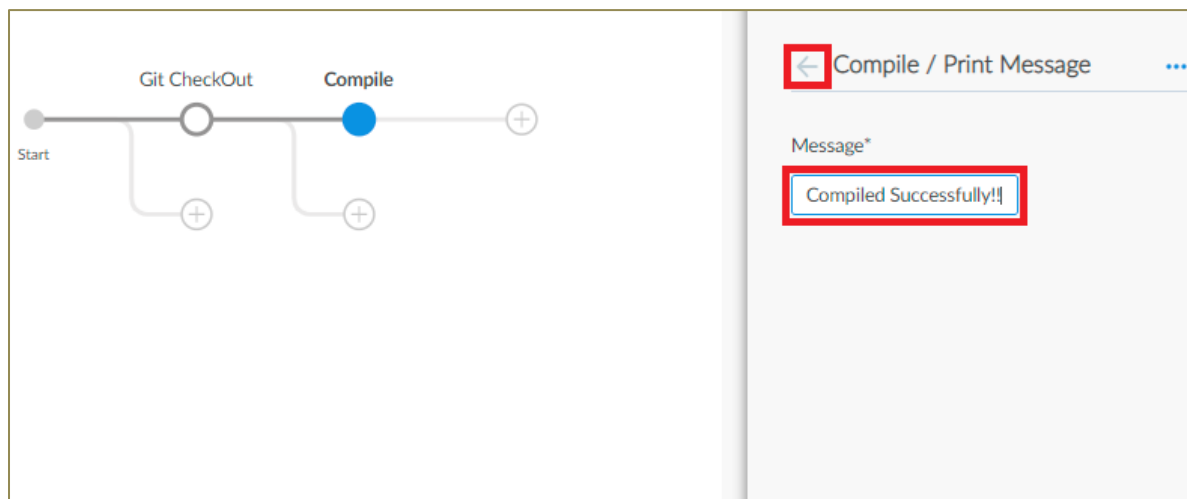 Git CheckOut
Compile
Start
Compile / Print Message
Message*
Compiled Successfully!!